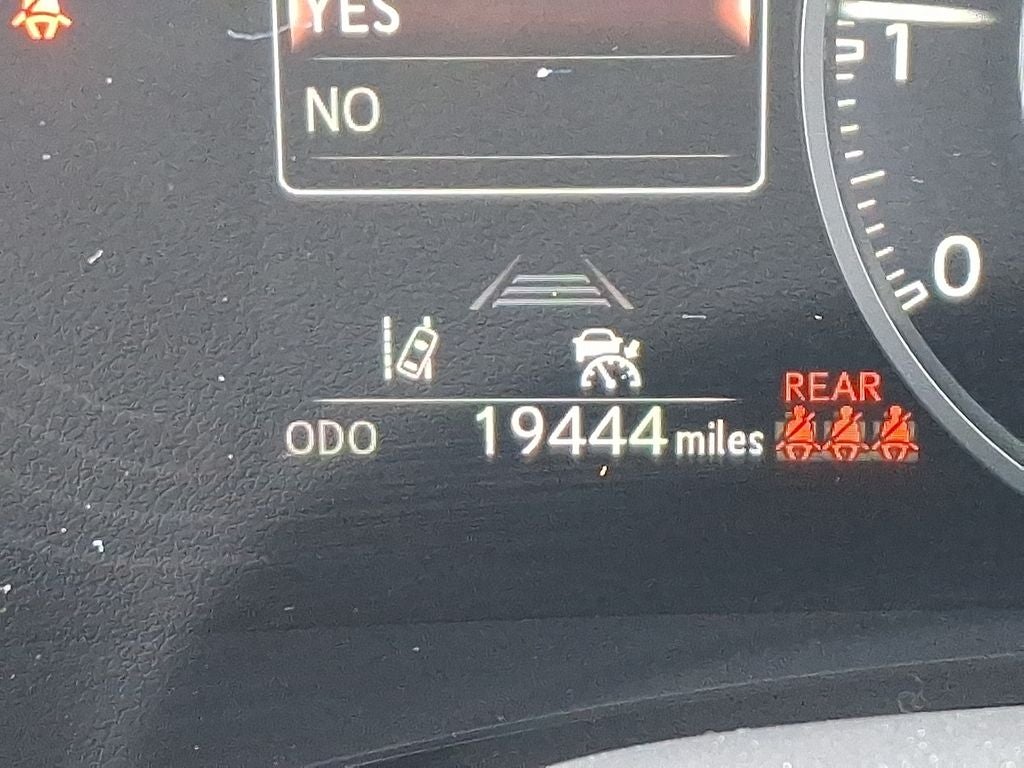 YES
NO
1
0
REAR
ODO 19444 miles